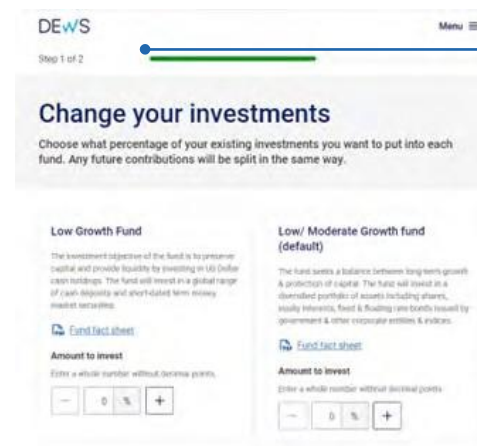 DEWS
Menu
Step 1 of 2
Change your investments
Choose what percentage of your existing investments you want to put into each
fund. Any future contributions will be split in the same way.
Low Growth Fund
The investment objective of the fund is to preserve
capital and provide liquidity by investing in US Dollar
cash holdings. The fund will invest in a global range
of cash deposits and short-dated term money
market securities.
Fund fact sheet
Amount to invest
Enter a whole number without decimal points.
− 0 % +
Low/ Moderate Growth fund
(default)
The fund seeks a balance between long-term growth
& protection of capital. The fund will invest in a
diversified portfolio of assets including shares,
equity interests, fixed & floating rate bonds issued by
government & other corporate entities & indices.
Fund fact sheet
Amount to invest
Enter a whole number without decimal points
− 0 % +